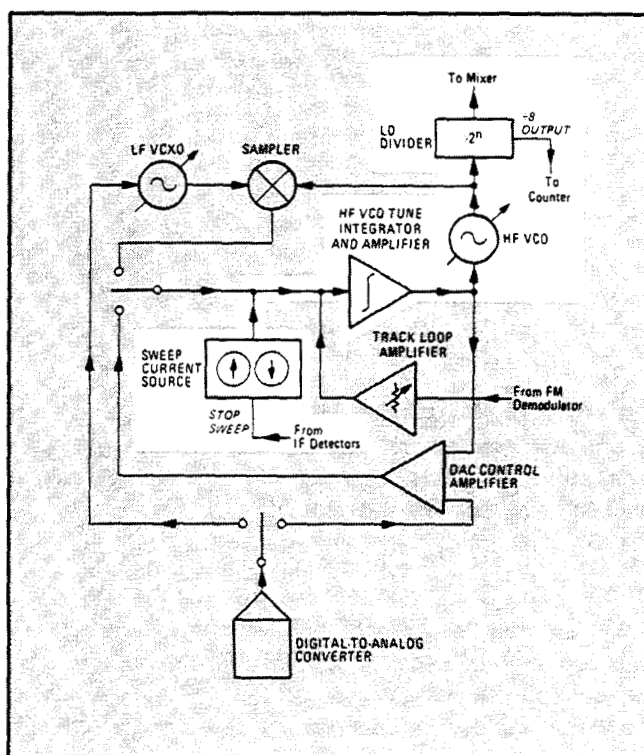 To Mixer
÷8
OUTPUT
LO
DIVIDER
÷2ⁿ
To
Counter
LF VCXO
SAMPLER
HF VCO TUNE
INTEGRATOR
AND AMPLIFIER
HF VCO
SWEEP
CURRENT
SOURCE
TRACK LOOP
AMPLIFIER
From FM
Demodulator
STOP
SWEEP
From
IF Detectors
DAC CONTROL
AMPLIFIER
DIGITAL-TO-ANALOG
CONVERTER